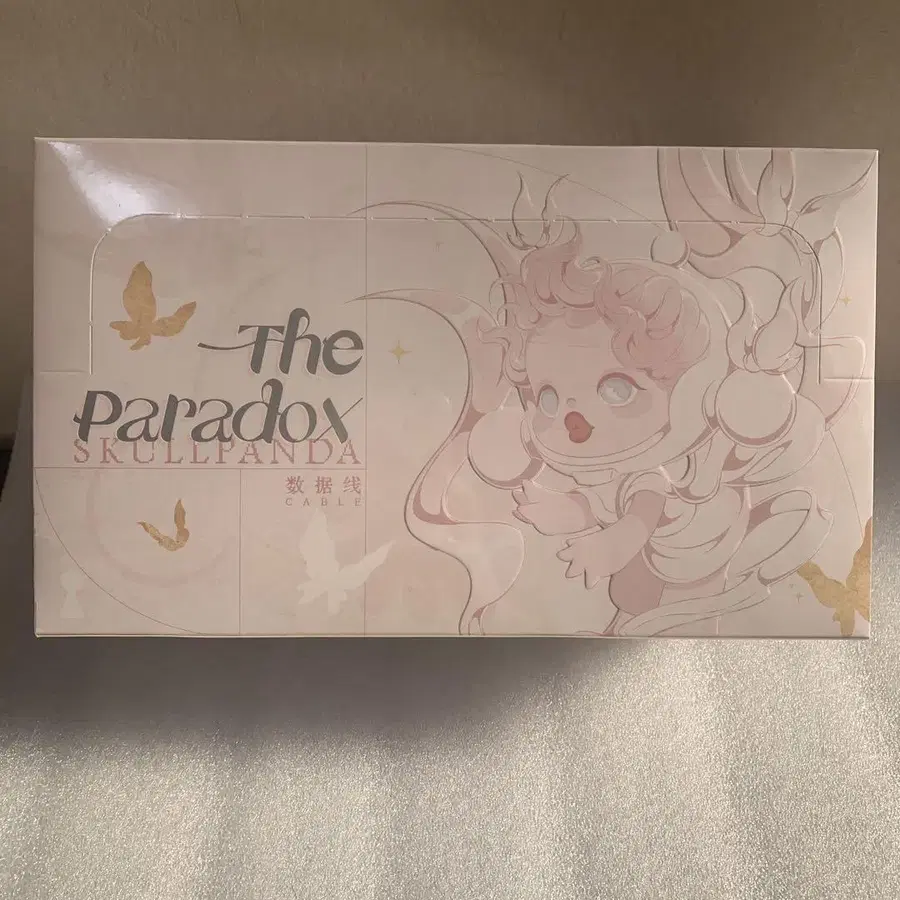 The
Paradox
SKULLPANDA
数据线
CABLE